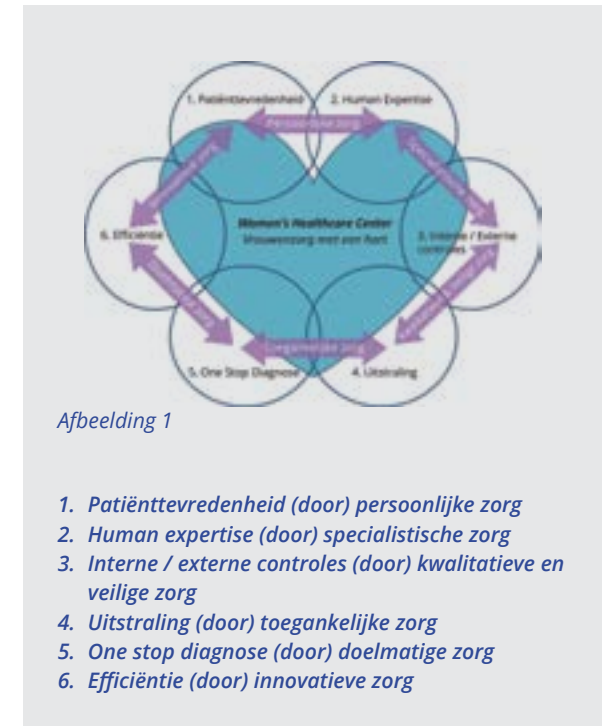 1. Patiënttevredenheid
2. Human Expertise
Persoonlijke zorg
Women's Healthcare Center
Vrouwenzorg met een hart
6. Efficiëntie
3. Interne / Externe
controles
5. One Stop Diagnose
4. Uitstraling
Toegankelijke zorg
Afbeelding 1
1. Patiënttevredenheid (door) persoonlijke zorg
2. Human expertise (door) specialistische zorg
3. Interne / externe controles (door) kwalitatieve en
veilige zorg
4. Uitstraling (door) toegankelijke zorg
5. One stop diagnose (door) doelmatige zorg
6. Efficiëntie (door) innovatieve zorg